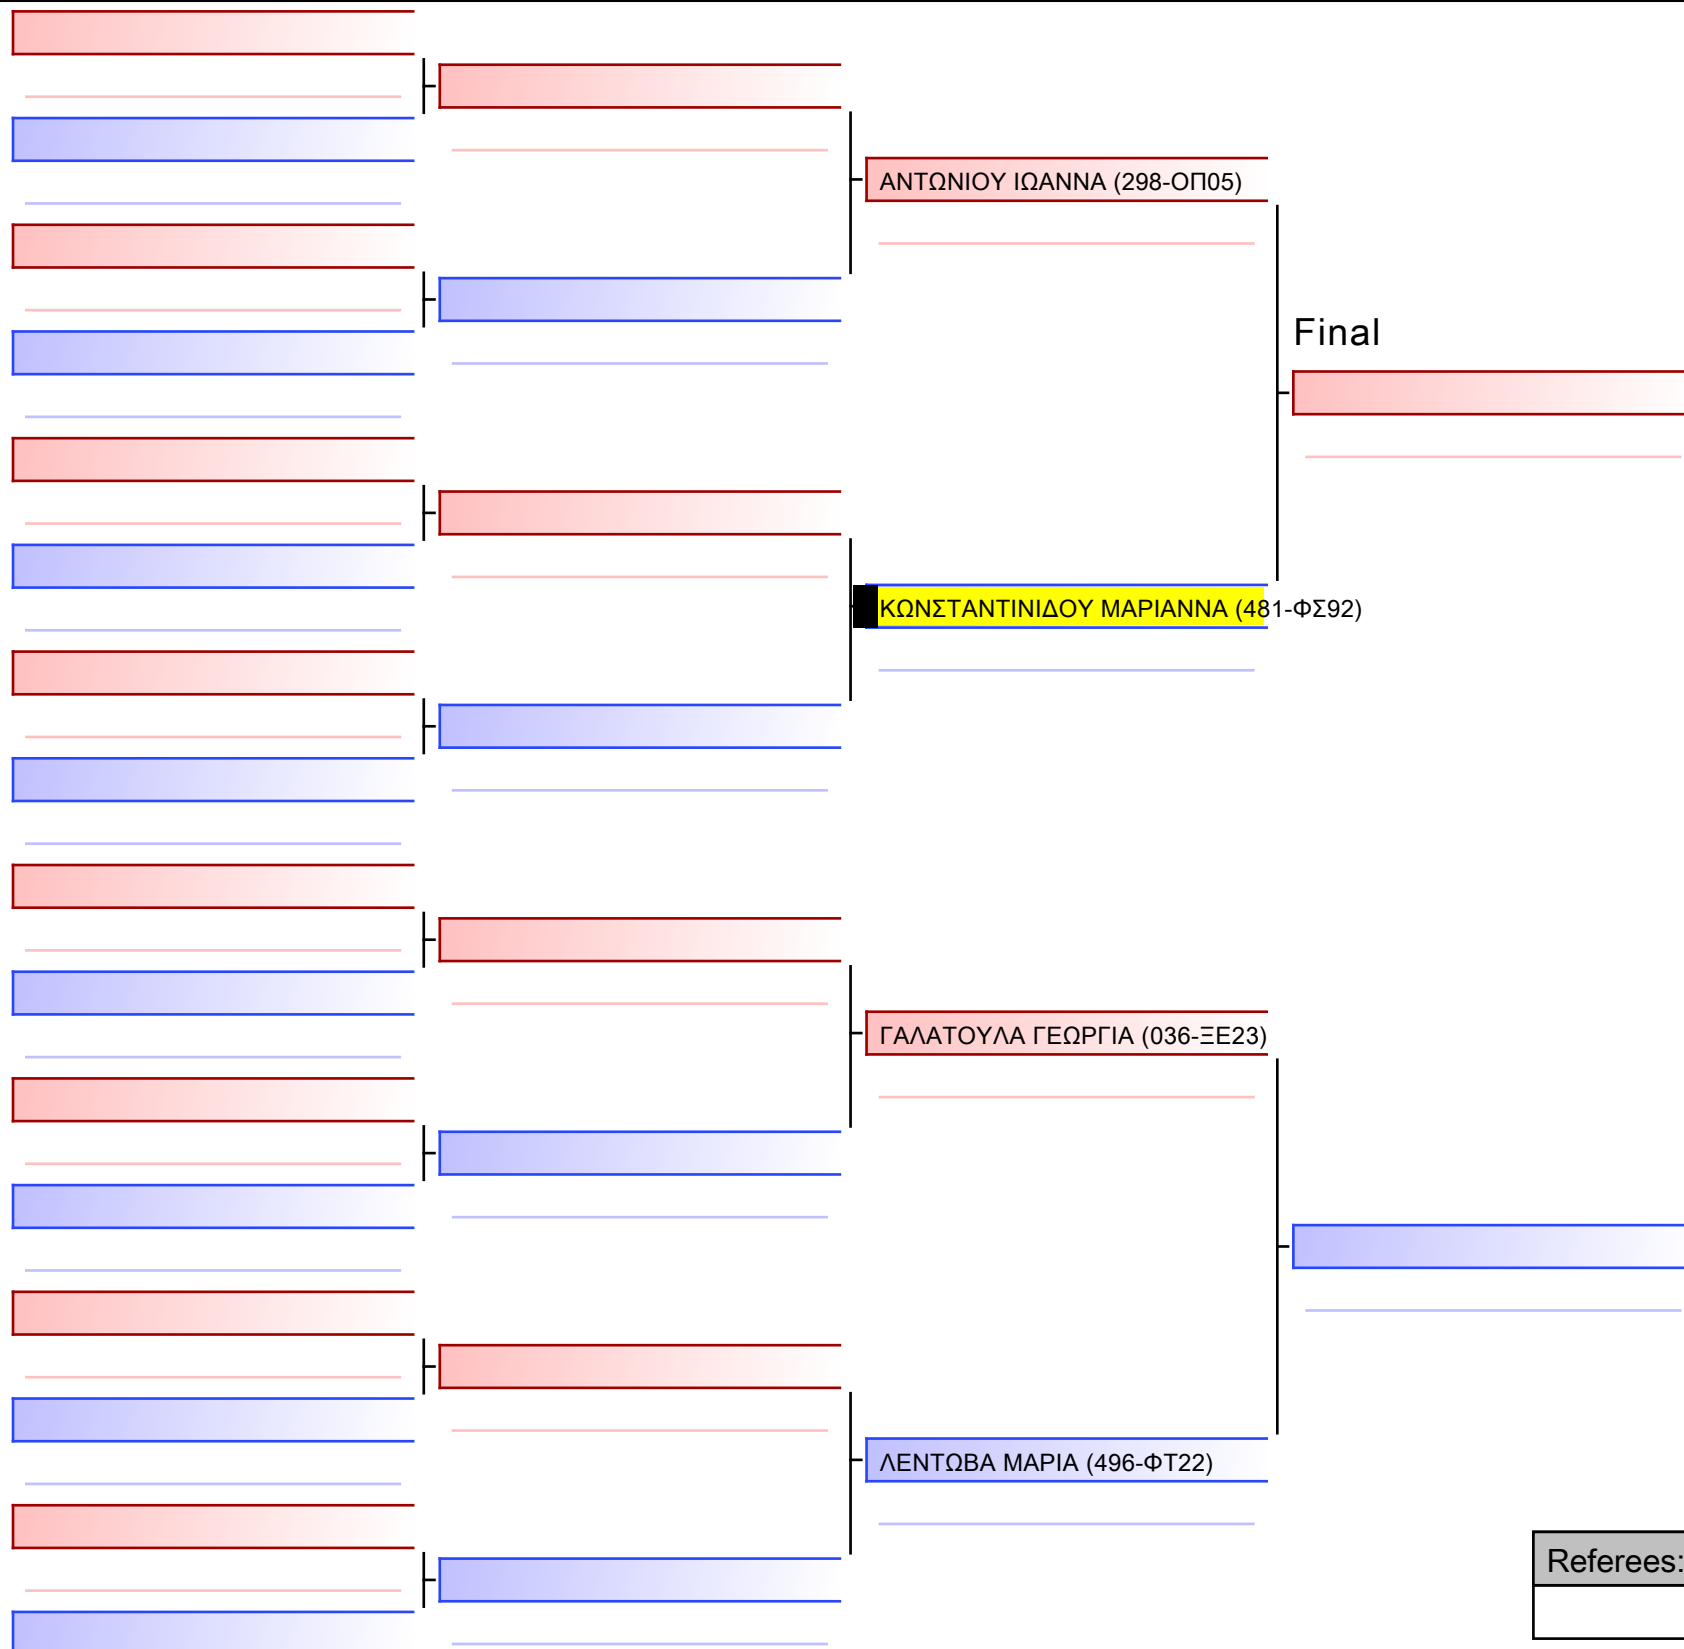 ΑΝΤΩΝΙΟΥ ΙΩΑΝΝΑ (298-ΟΠ05)
Final
ΚΩΝΣΤΑΝΤΙΝΙΔΟΥ ΜΑΡΙΑΝΝΑ (481-ΦΣ92)
ΓΑΛΑΤΟΥΛΑ ΓΕΩΡΓΙΑ (036-ΞΕ23)
ΛΕΝΤΩΒΑ ΜΑΡΙΑ (496-ΦΤ22)
Referees: